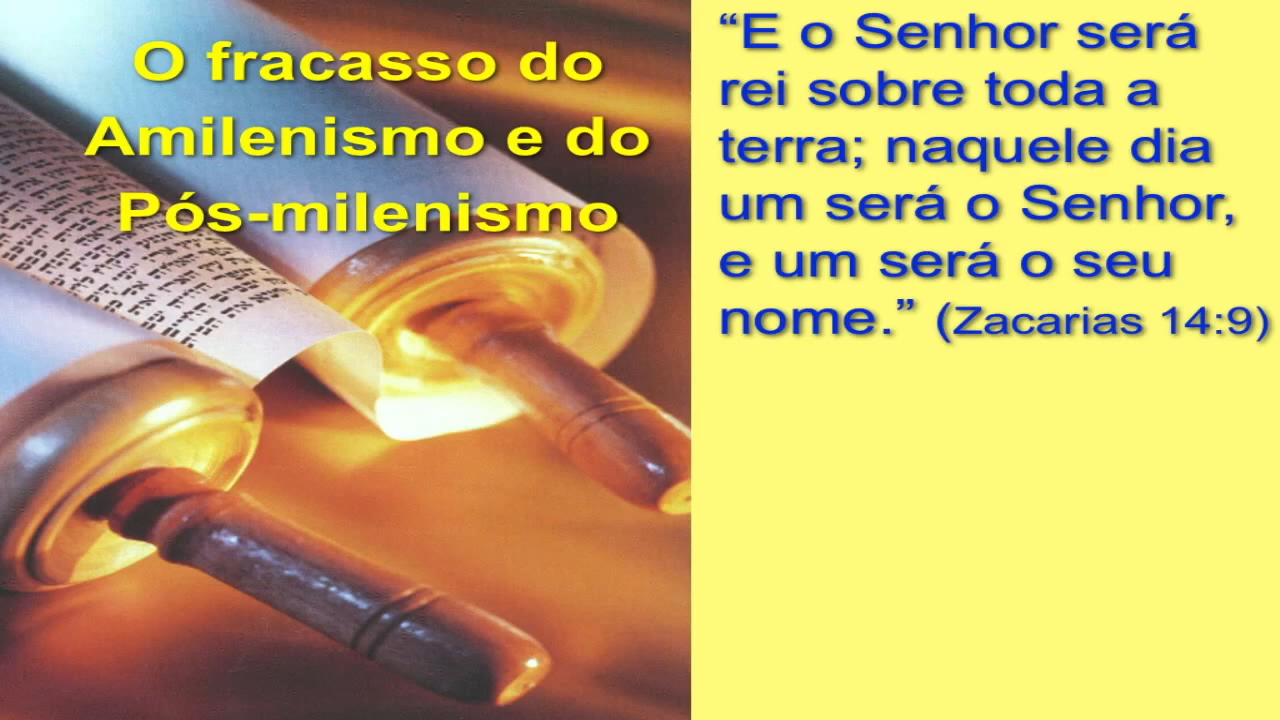 O fracasso do
Amilenismo e do
Pós-milenismo
“E o Senhor será
rei sobre toda a
terra; naquele dia
um será o Senhor,
e um será o seu
nome.” (Zacarias 14:9)